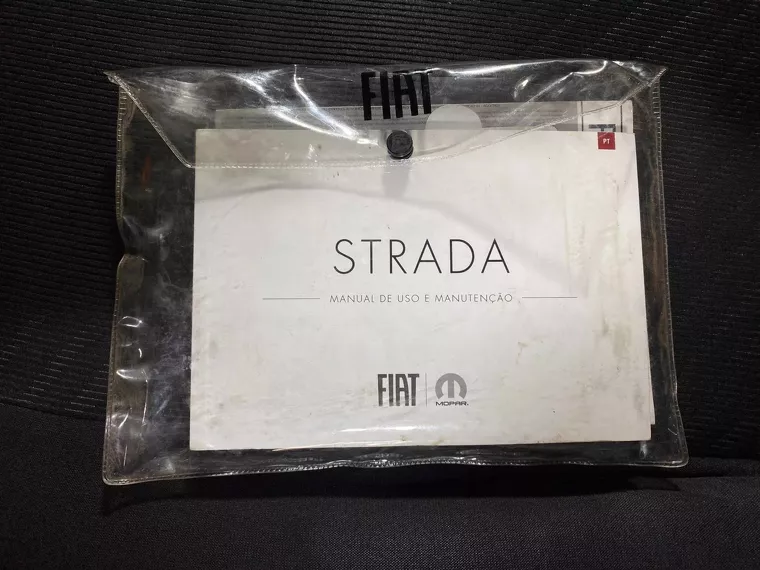 FIAT
PT
STRADA
MANUAL DE USO E MANUTENÇÃO
FIAT MOPAR